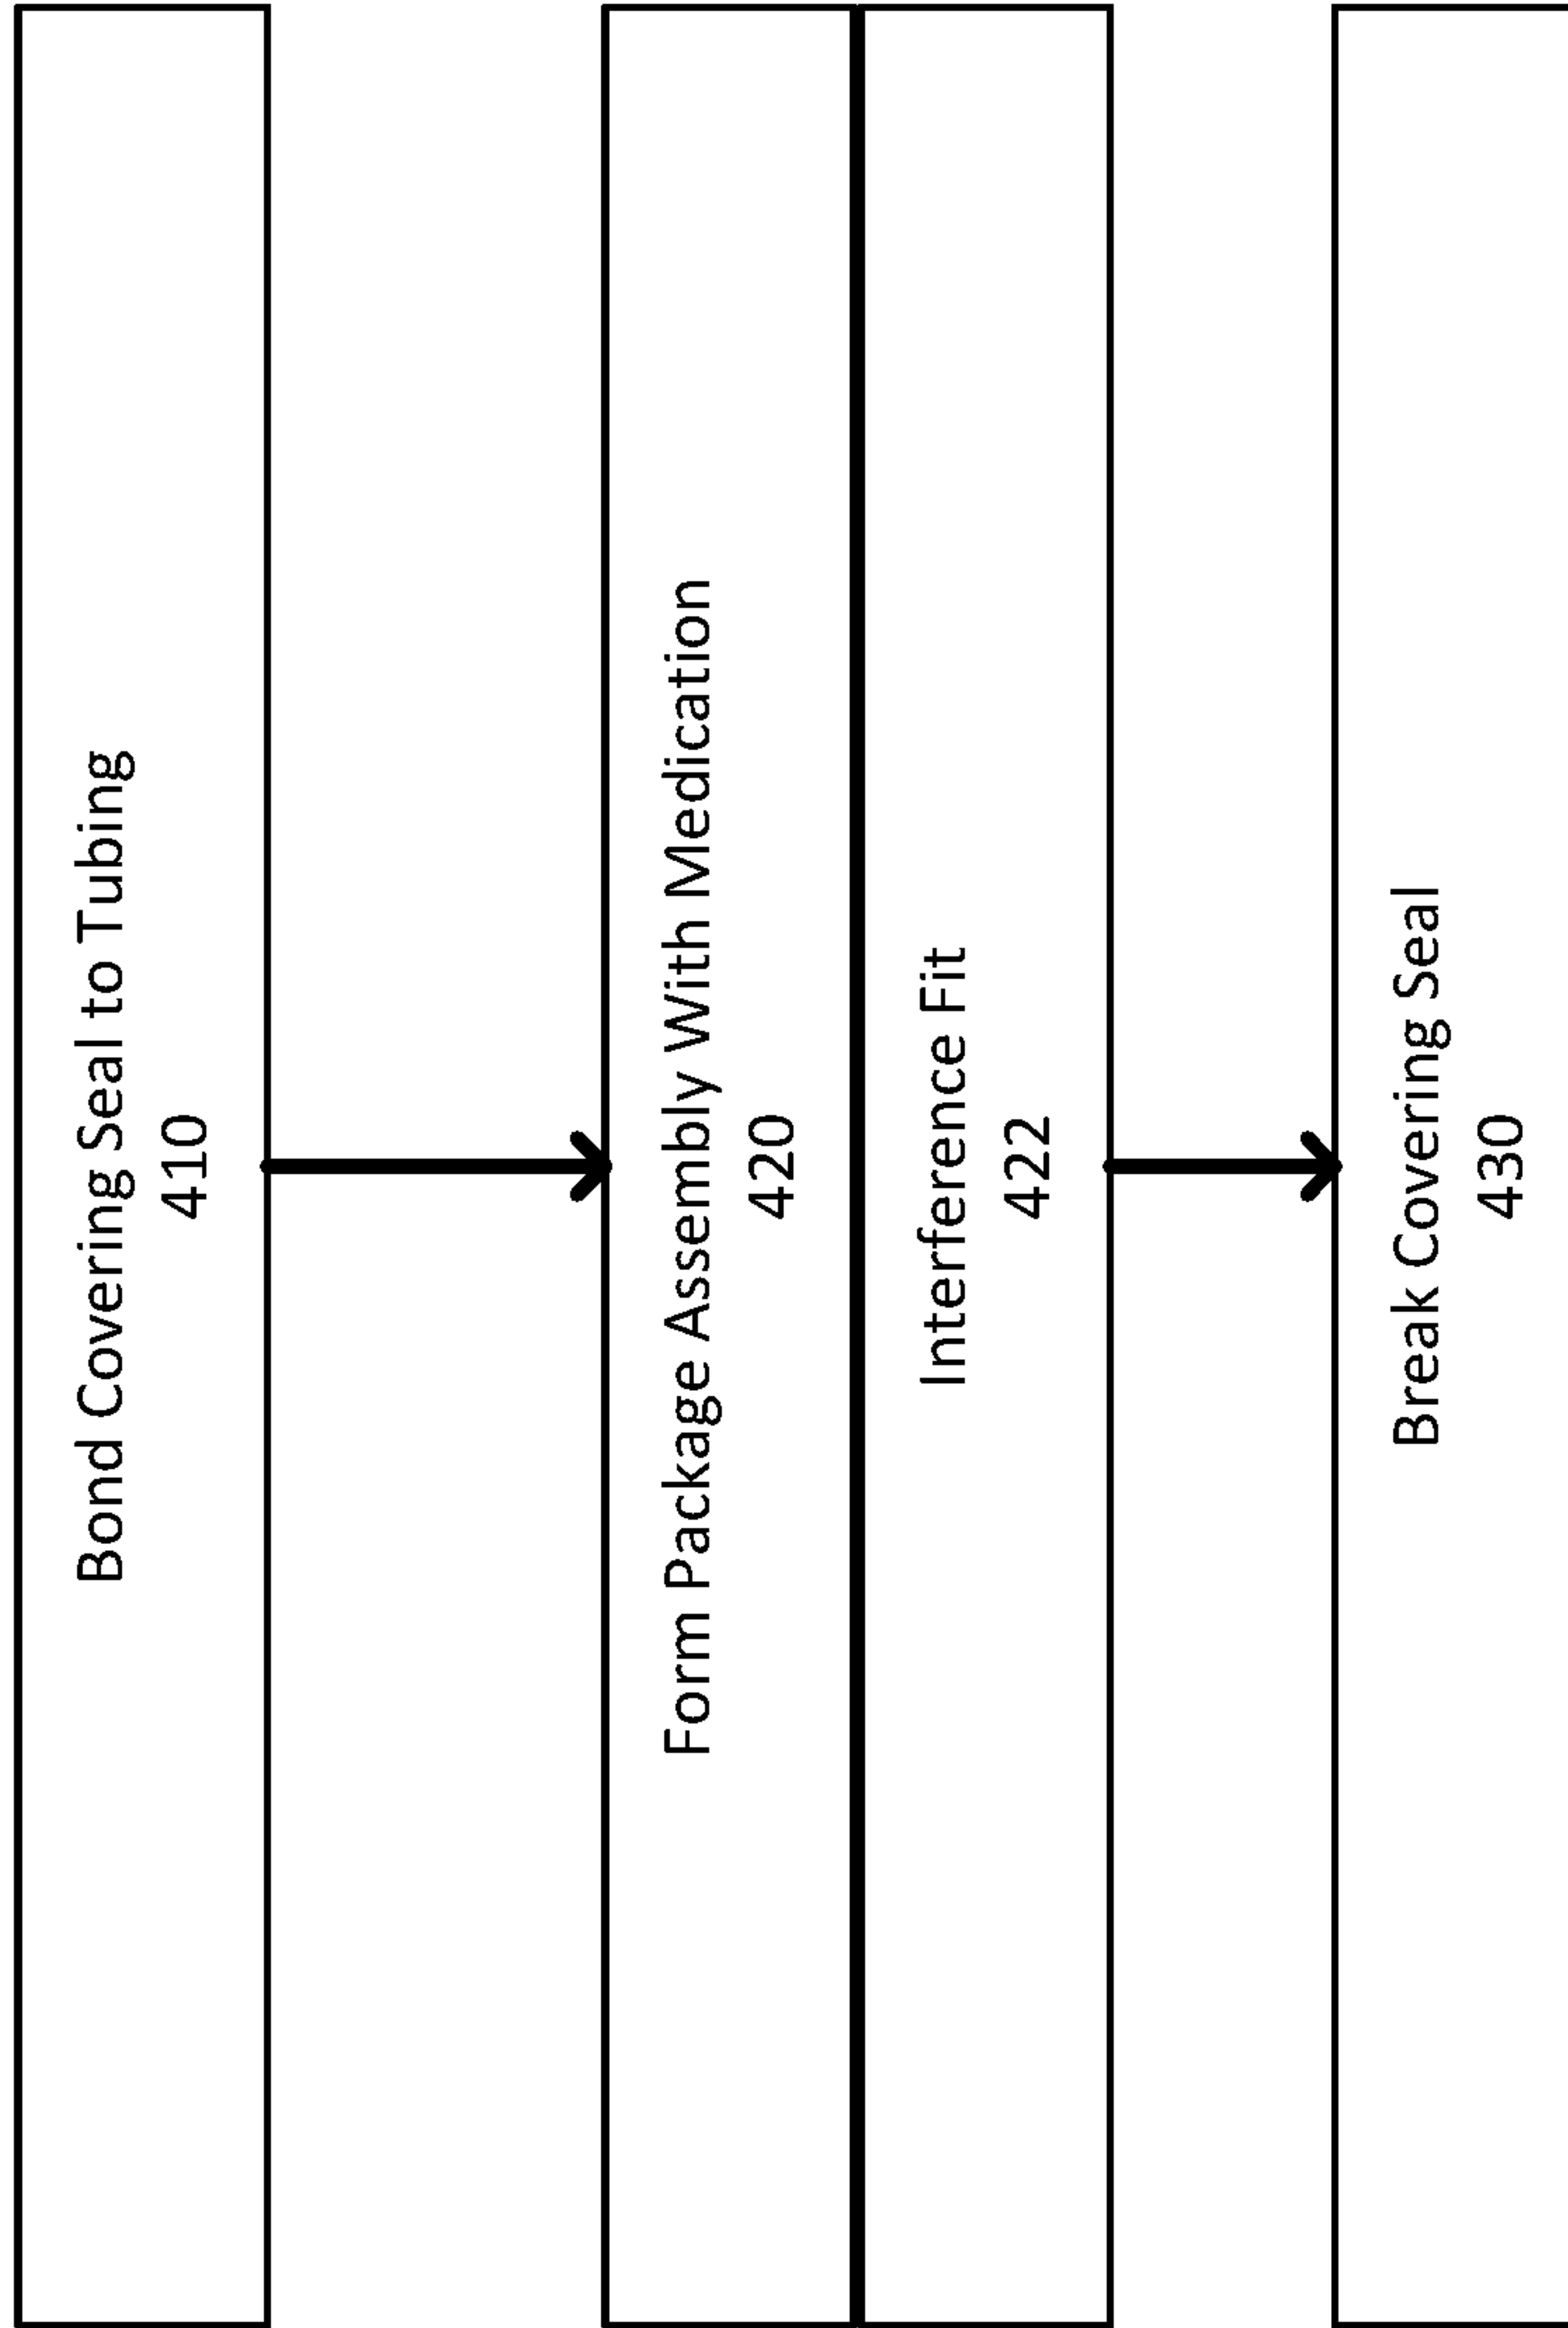 Bond Covering Seal to Tubing
410
Form Package Assembly With Medication
420
Interference Fit
422
Break Covering Seal
430